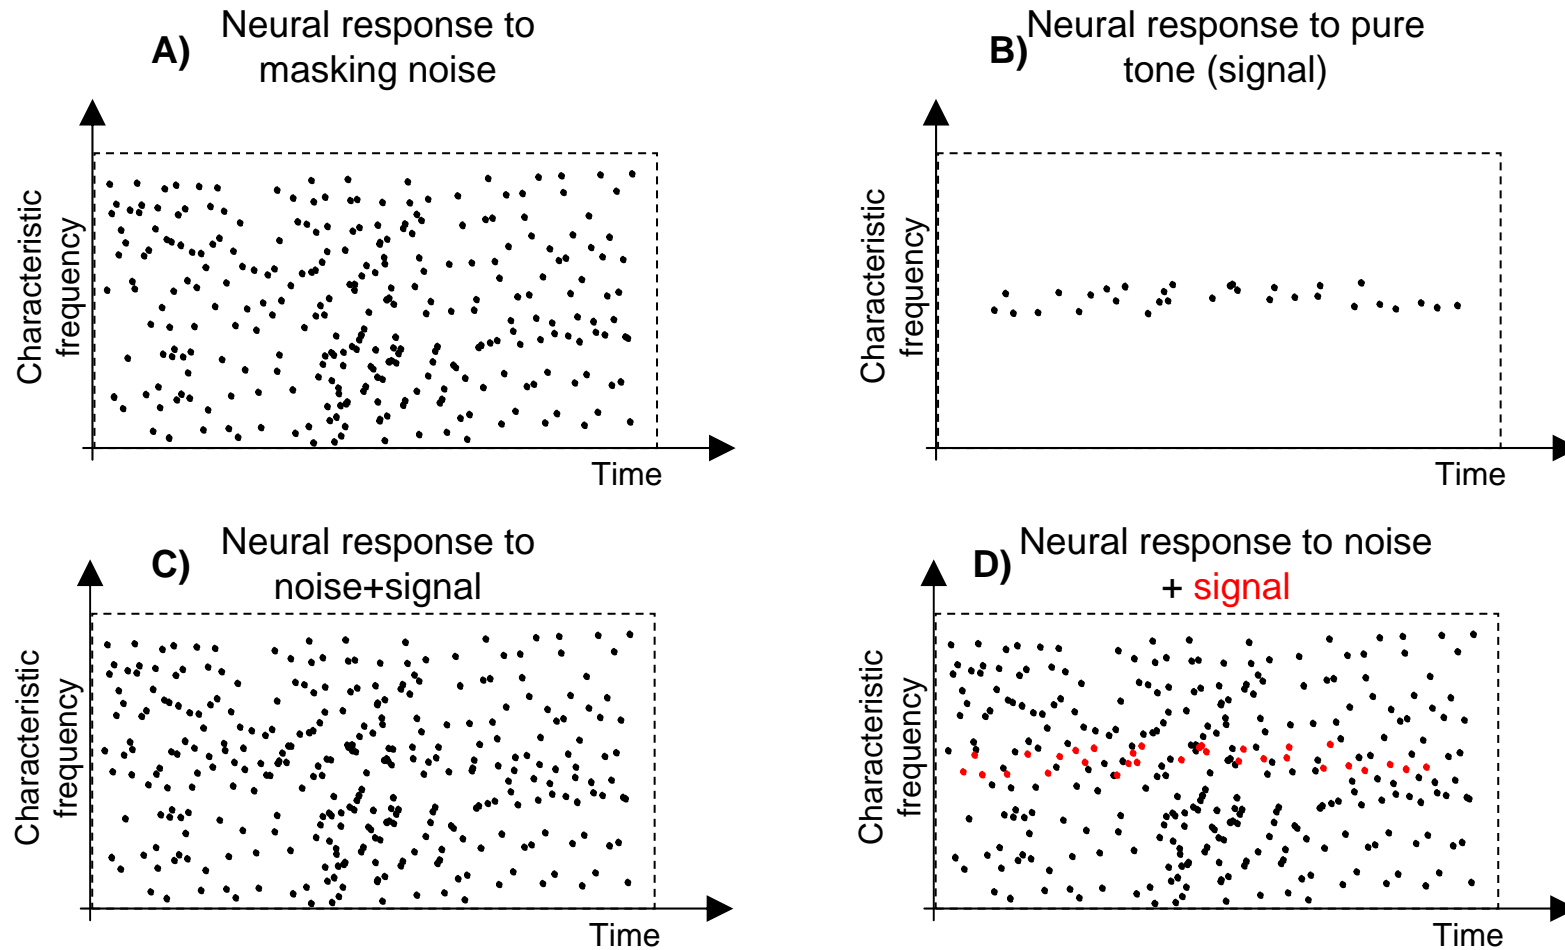 A)
Neural response to
masking noise
Characteristic
frequency
Time
B)
Neural response to pure
tone (signal)
Characteristic
frequency
Time
C)
Neural response to
noise+signal
Characteristic
frequency
Time
D)
Neural response to noise
+ signal
Characteristic
frequency
Time